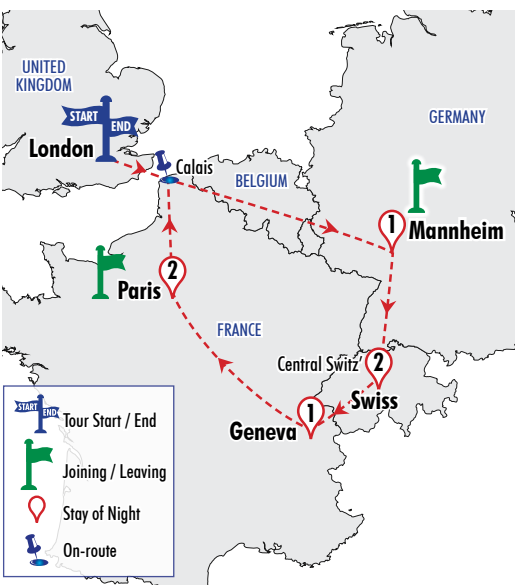 UNITED
KINGDOM
START
END
London
Calais
BELGIUM
GERMANY
1
Mannheim
2
Paris
FRANCE
Central Switz'
2
Swiss
1
Geneva
START
END
Tour Start / End
Joining / Leaving
Stay of Night
On-route